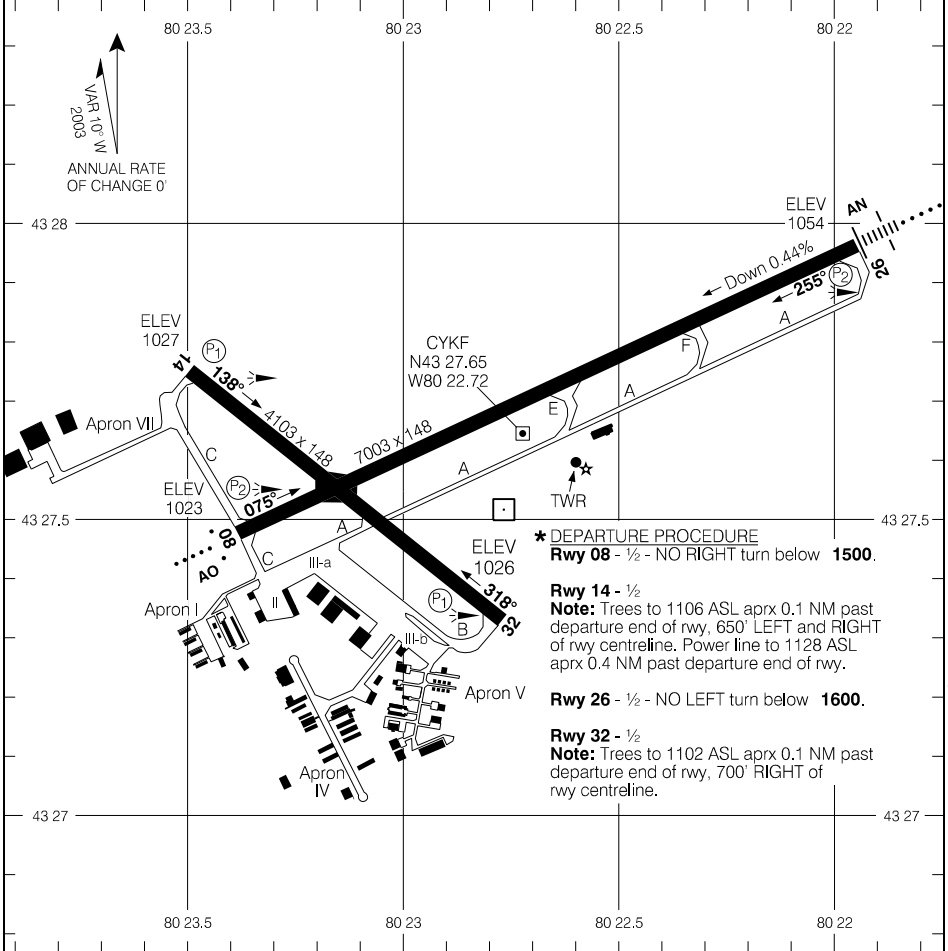 80 23.5
80 23
80 22.5
80 22
VAR 10° W
2003
ANNUAL RATE
OF CHANGE 0'
43 28
ELEV
1054
AN
26
Down 0.44%
255°
P2
A
F
ELEV
1027
P1
14
138°
4103 x 148
CYKF
N43 27.65
W80 22.72
7003 x 148
A
E
Apron VII
C
A
P2
ELEV
1023
075°
TWR
43 27.5
43 27.5
08
A
AO
C
III-a
ELEV
1026
318°
32
P1
B
II
Apron I
III-b
Apron V
Apron
IV
* DEPARTURE PROCEDURE
Rwy 08 - ½ - NO RIGHT turn below 1500.
Rwy 14 - ½
Note: Trees to 1106 ASL aprx 0.1 NM past
departure end of rwy, 650' LEFT and RIGHT
of rwy centreline. Power line to 1128 ASL
aprx 0.4 NM past departure end of rwy.
Rwy 26 - ½ - NO LEFT turn below 1600.
Rwy 32 - ½
Note: Trees to 1102 ASL aprx 0.1 NM past
departure end of rwy, 700' RIGHT of
rwy centreline.
43 27
43 27
80 23.5
80 23
80 22.5
80 22